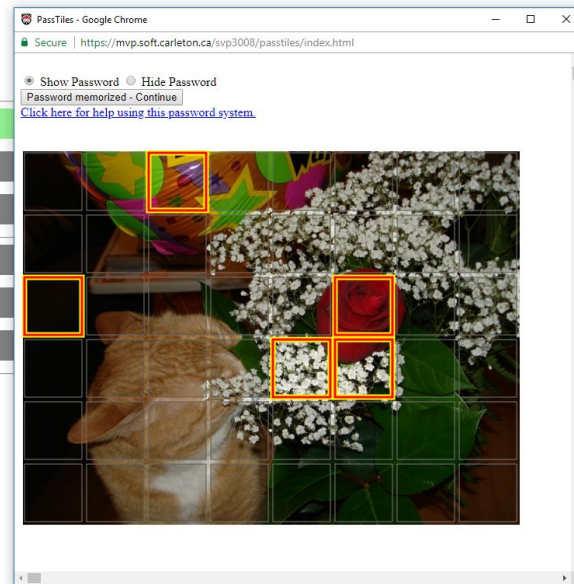 PassTiles - Google Chrome
Secure | https://mvp.soft.carleton.ca/svp3008/passtiles/index.html
Show Password Hide Password
Password memorized - Continue
Click here for help using this password system.